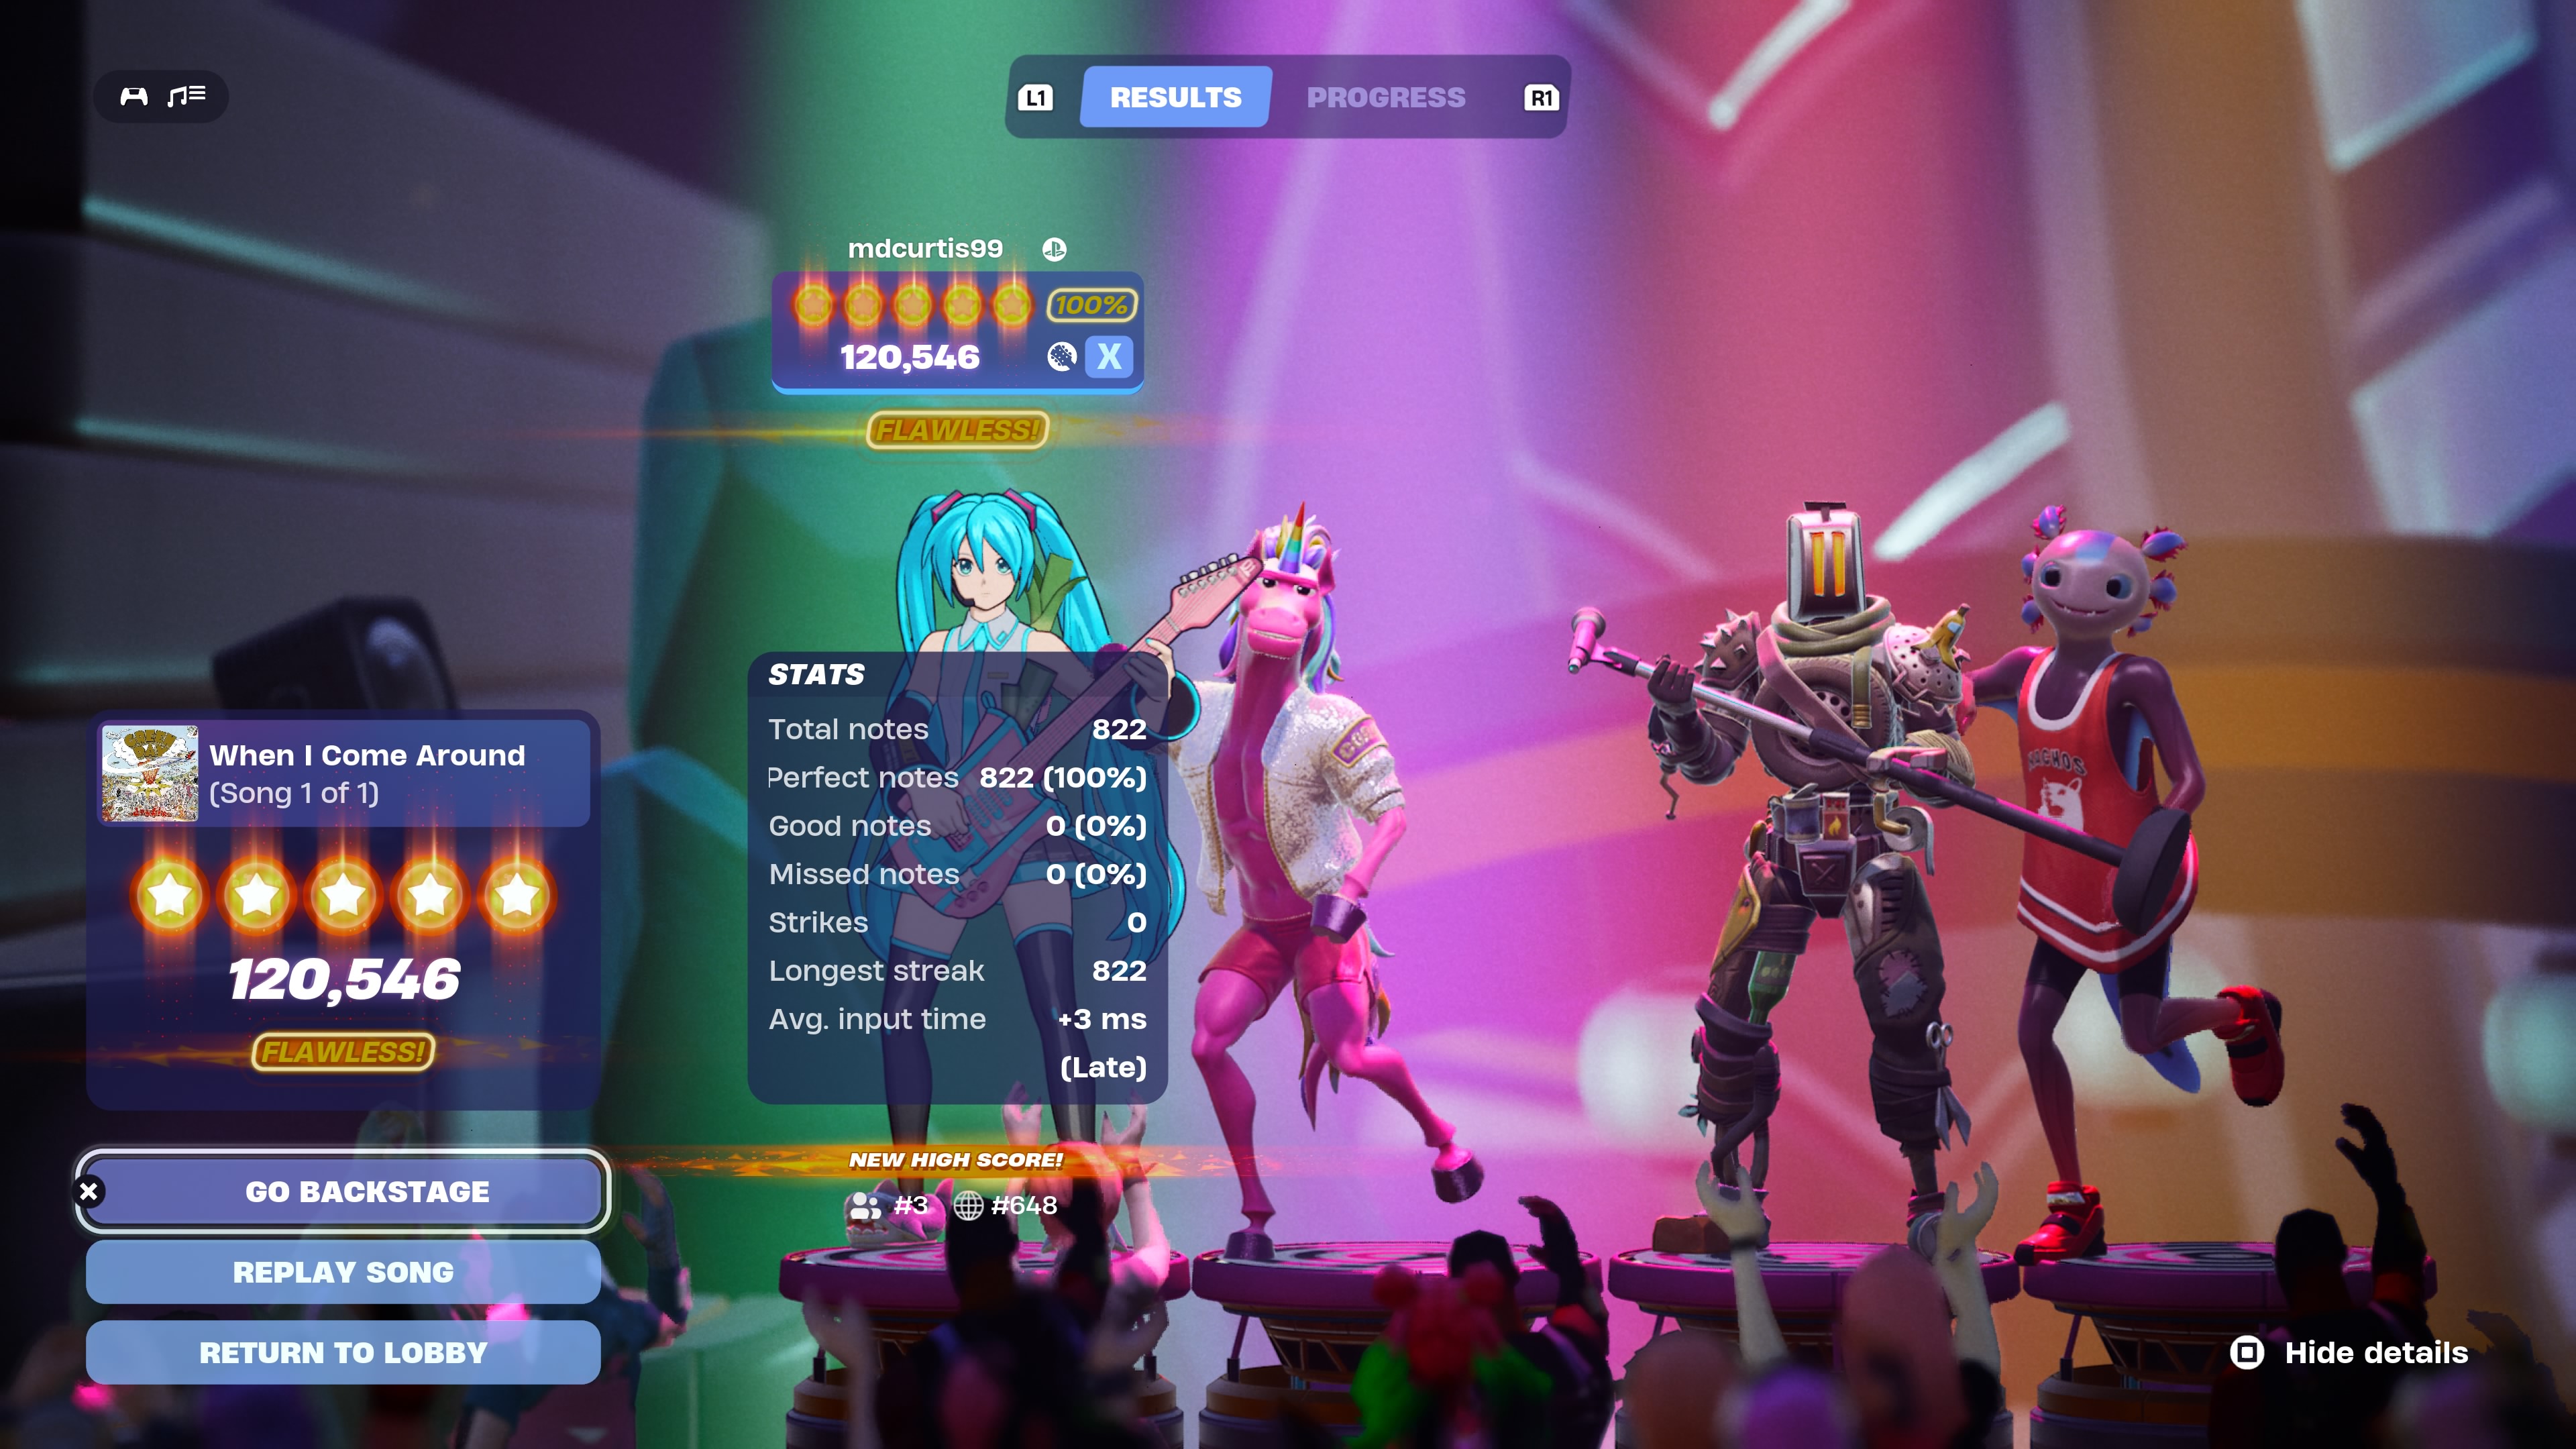 L1
RESULTS
PROGRESS
R1
mdcurtis99
100%
120,546
X
FLAWLESS!
STATS
Total notes 822
Perfect notes 822 (100%)
Good notes 0 (0%)
Missed notes 0 (0%)
Strikes 0
Longest streak 822
Avg. input time +3 ms
(Late)
GREEN DAY
When I Come Around
(Song 1 of 1)
120,546
FLAWLESS!
NACHOS
NEW HIGH SCORE!
#3 #648
GO BACKSTAGE
REPLAY SONG
RETURN TO LOBBY
Hide details